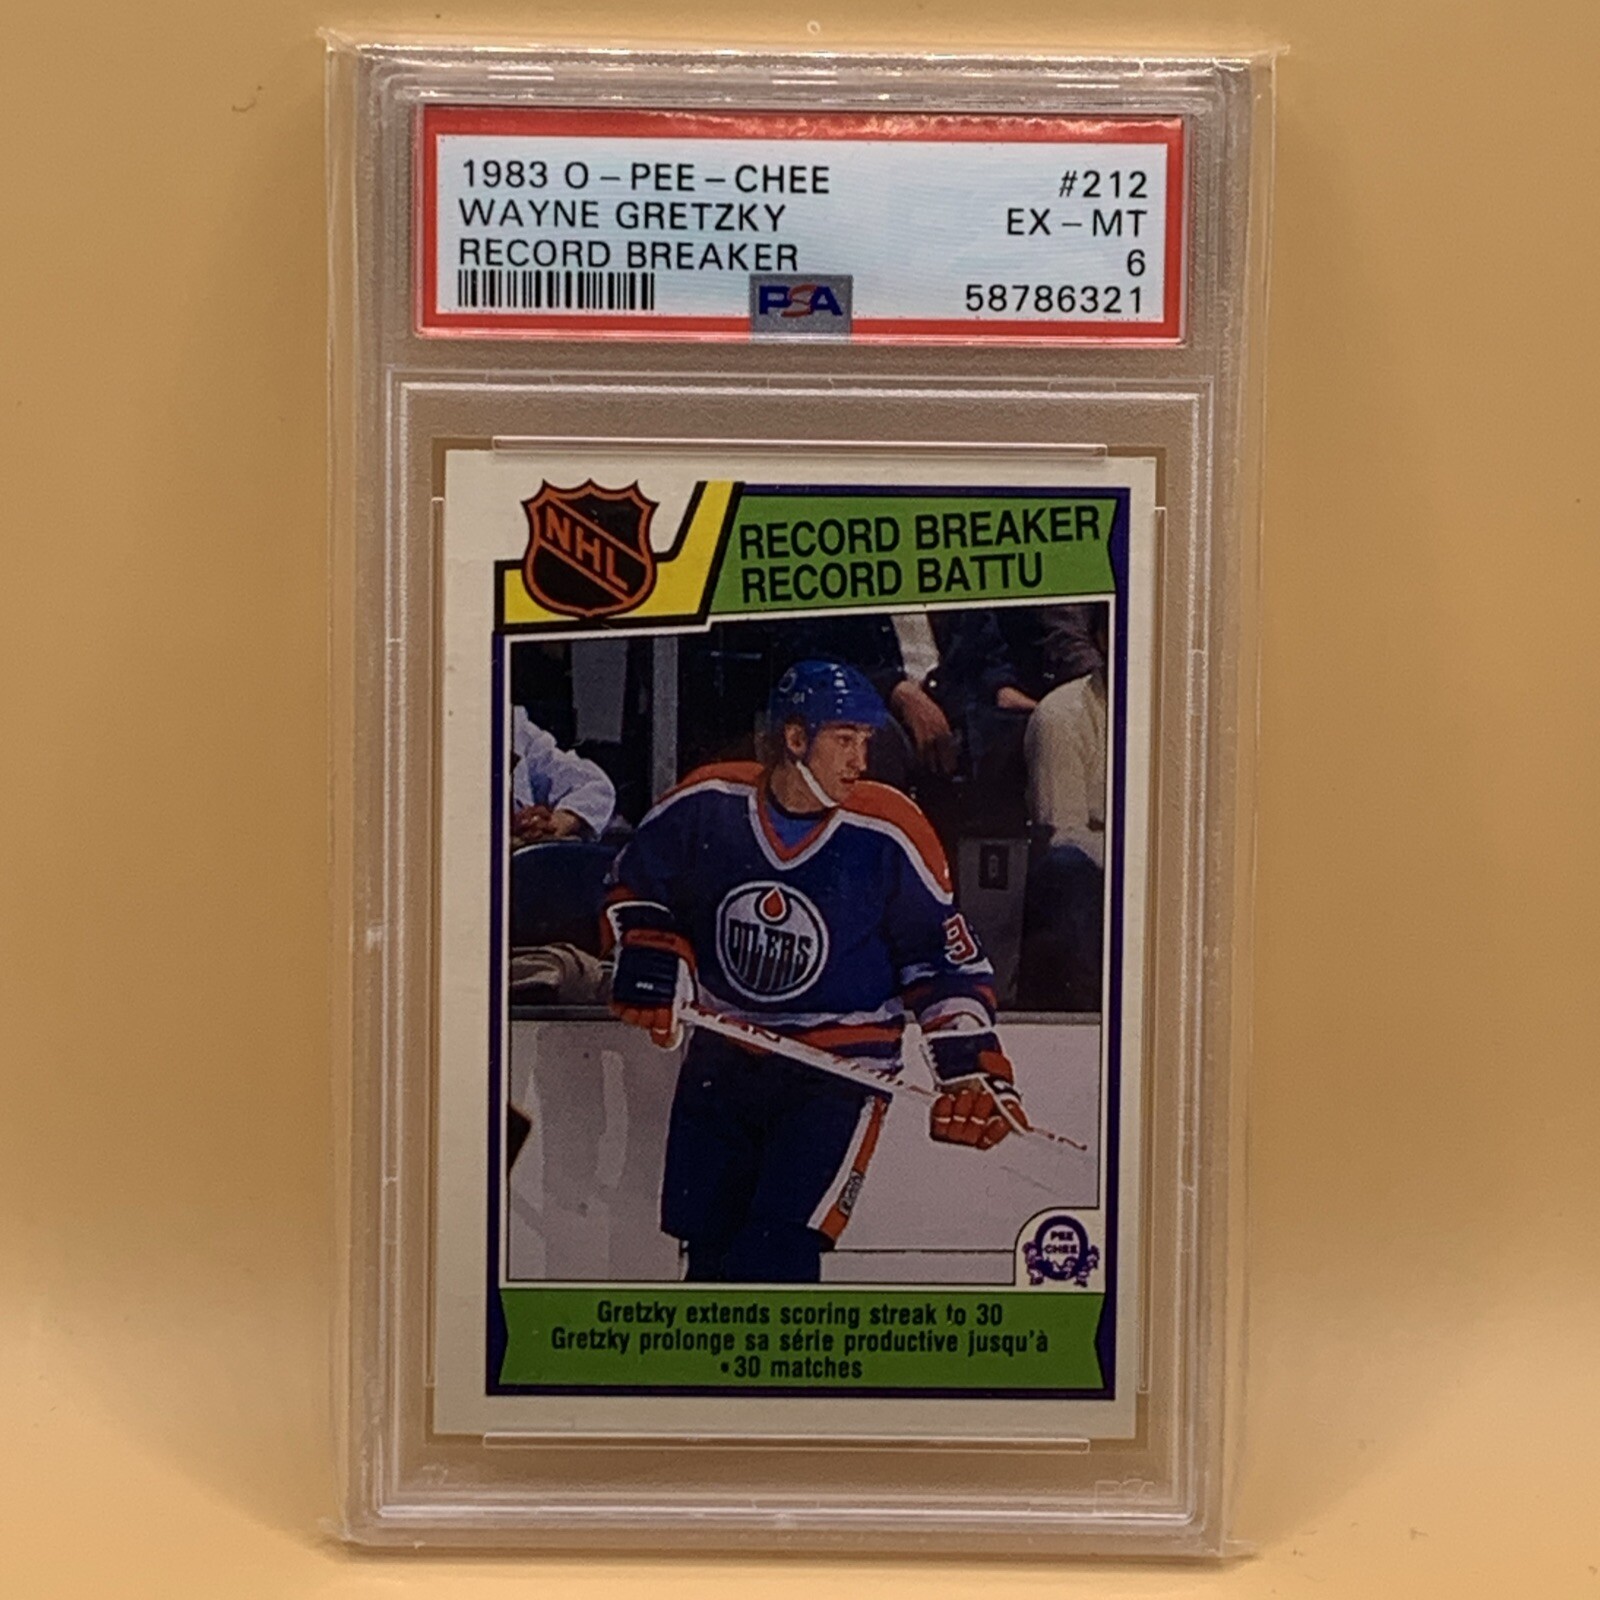 1983 O-PEE-CHEE #212
WAYNE GRETZKY EX-MT
RECORD BREAKER 6
PSA 58786321
NHL
RECORD BREAKER
RECORD BATTU
OILERS
9
PEE
CHEE
Gretzky extends scoring streak to 30
Gretzky prolonge sa série productive jusqu'à
•30 matches